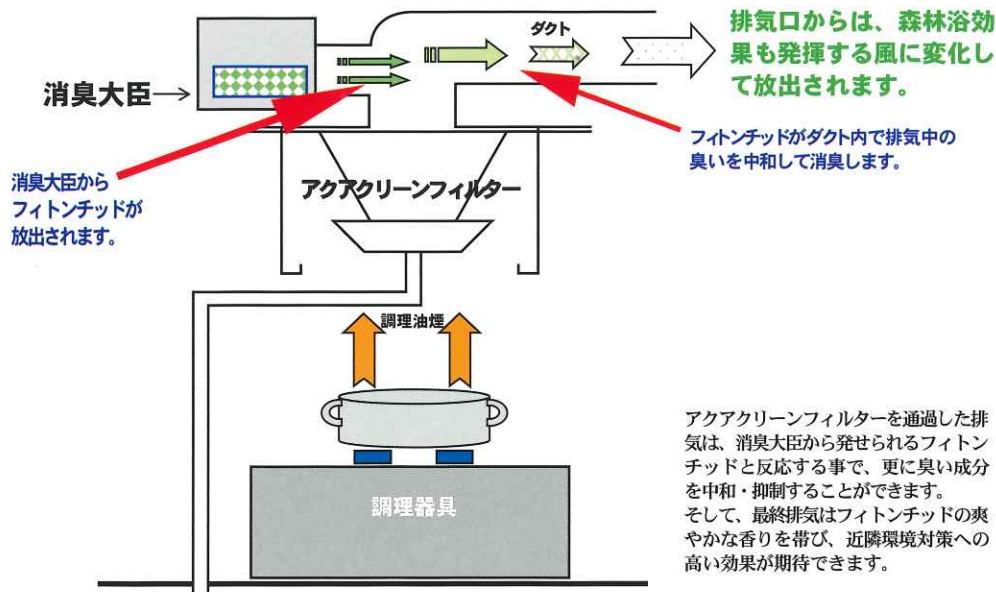 ダクト
排気口からは、森林浴効
果も発揮する風に変化し
て放出されます。
消臭大臣→
フィトンチッドがダクト内で排気中の
臭いを中和して消臭します。
消臭大臣から
フィトンチッドが
放出されます。
アクアクリーンフィルター
調理油煙
調理器具
アクアクリーンフィルターを通過した排
気は、消臭大臣から発せられるフィトン
チッドと反応する事で、更に臭い成分
を中和・抑制することができます。
そして、最終排気はフィトンチッドの爽
やかな香りを帯び、近隣環境対策への
高い効果が期待できます。